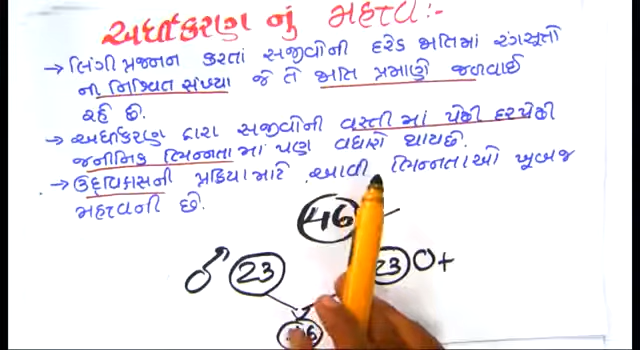 અર્ધીકરણ નું મહત્વ :-
→ લિંગી પ્રજનન કરતાં સજીવોની દરેક જાતિમાં રંગસૂત્રો
ની નિશ્ચિત સંખ્યા જે તે જાતિ પ્રમાણે જળવાઈ
રહે છે.
→ અર્ધીકરણ દ્વારા સજીવોની વસ્તી માં પેઢી દરપેઢી
જનીનિક ભિન્નતા માં પણ વધારો થાય છે.
→ ઉદ્દવિકાસની પ્રક્રિયા માટે આવી ભિન્નતાઓ ખૂબ જ
મહત્વની છે.
46
♂ 23 23 O+